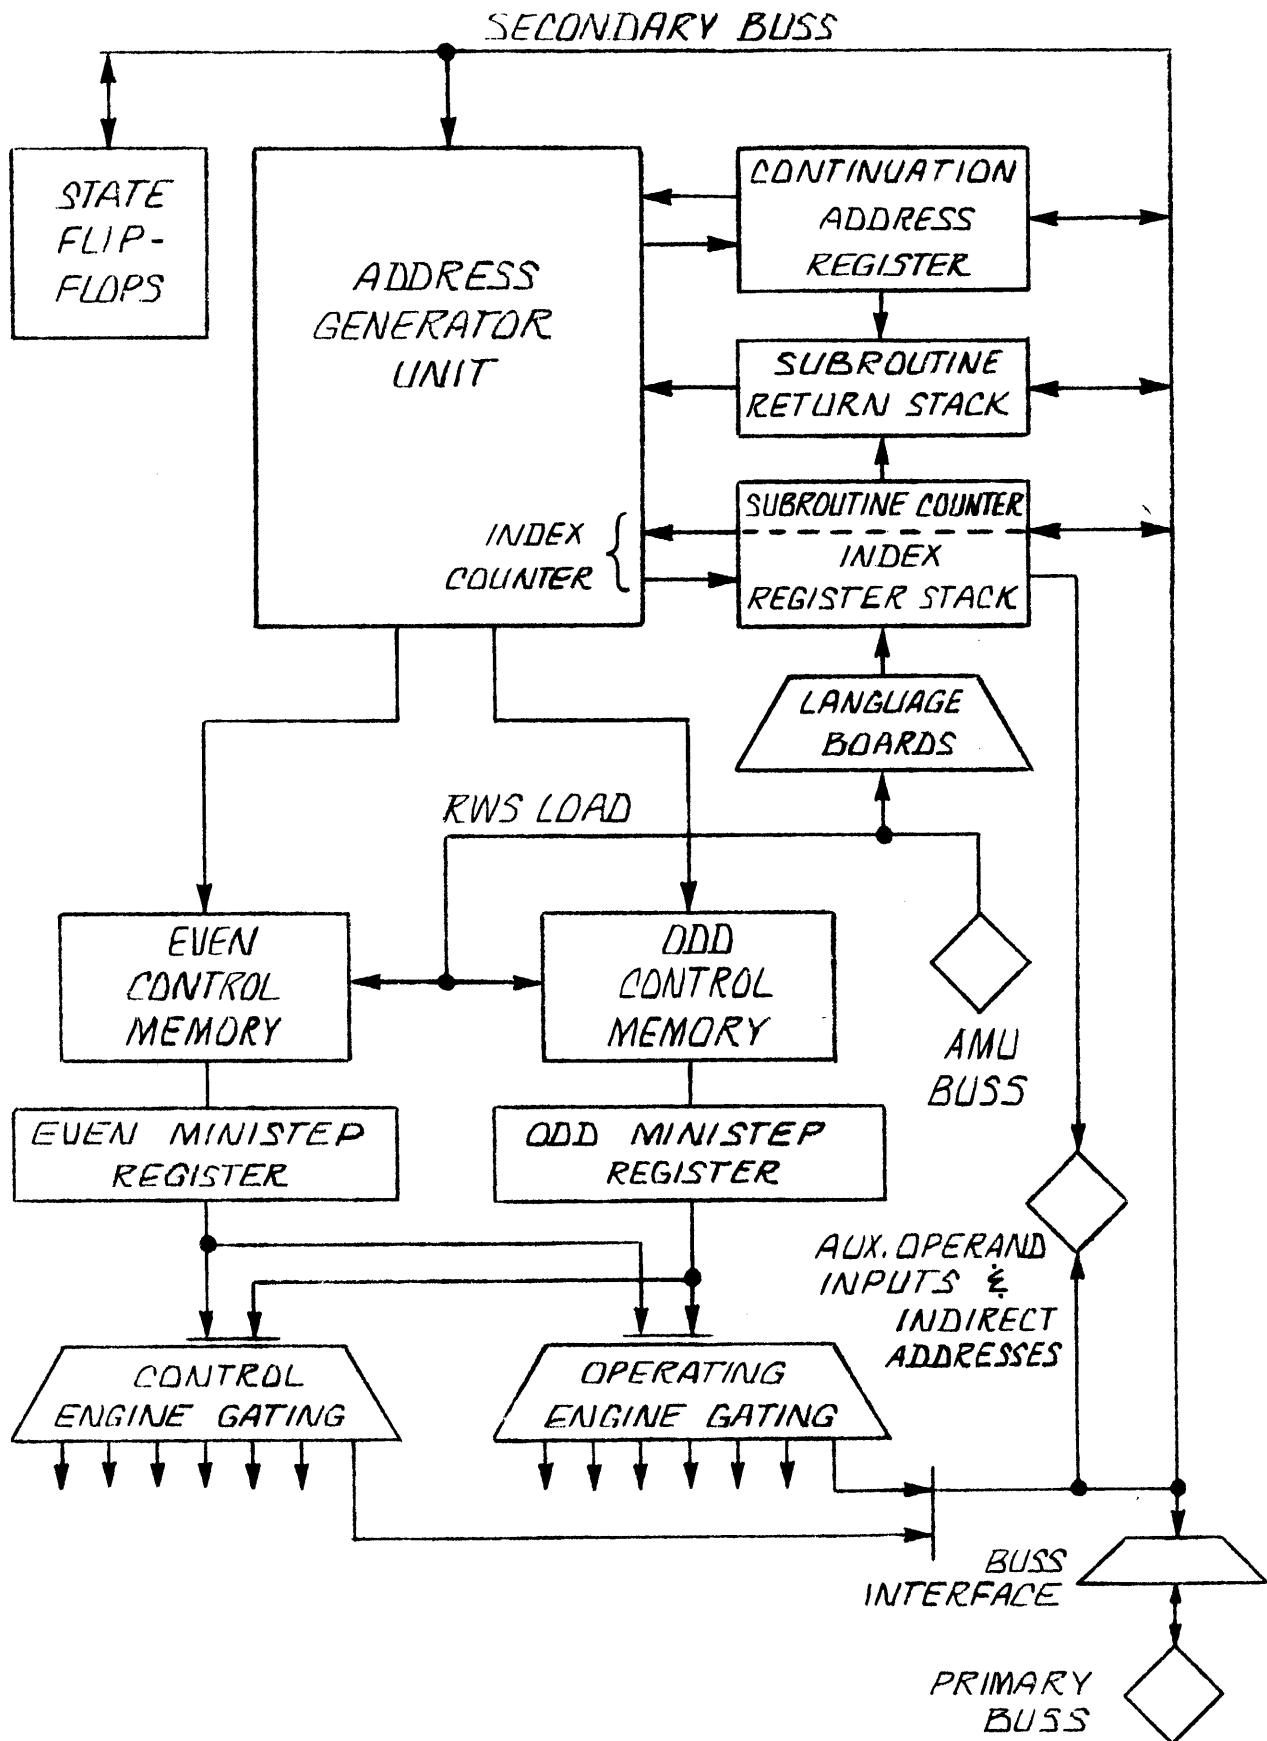 SECONDARY BUSS
STATE
FLIP-
FLOPS
ADDRESS
GENERATOR
UNIT
INDEX
COUNTER
CONTINUATION
ADDRESS
REGISTER
SUBROUTINE
RETURN STACK
SUBROUTINE COUNTER
INDEX
REGISTER STACK
LANGUAGE
BOARDS
RWS LOAD
EVEN
CONTROL
MEMORY
ODD
CONTROL
MEMORY
AMU
BUSS
EVEN MINISTEP
REGISTER
ODD MINISTEP
REGISTER
AUX. OPERAND
INPUTS &
INDIRECT
ADDRESSES
CONTROL
ENGINE GATING
OPERATING
ENGINE GATING
BUSS
INTERFACE
PRIMARY
BUSS